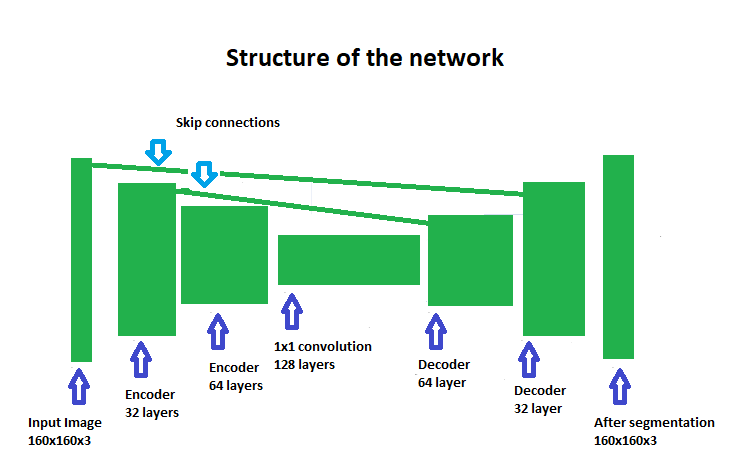 Structure of the network
Skip connections
Input Image
160x160x3
Encoder
32 layers
Encoder
64 layers
1x1 convolution
128 layers
Decoder
64 layer
Decoder
32 layer
After segmentation
160x160x3